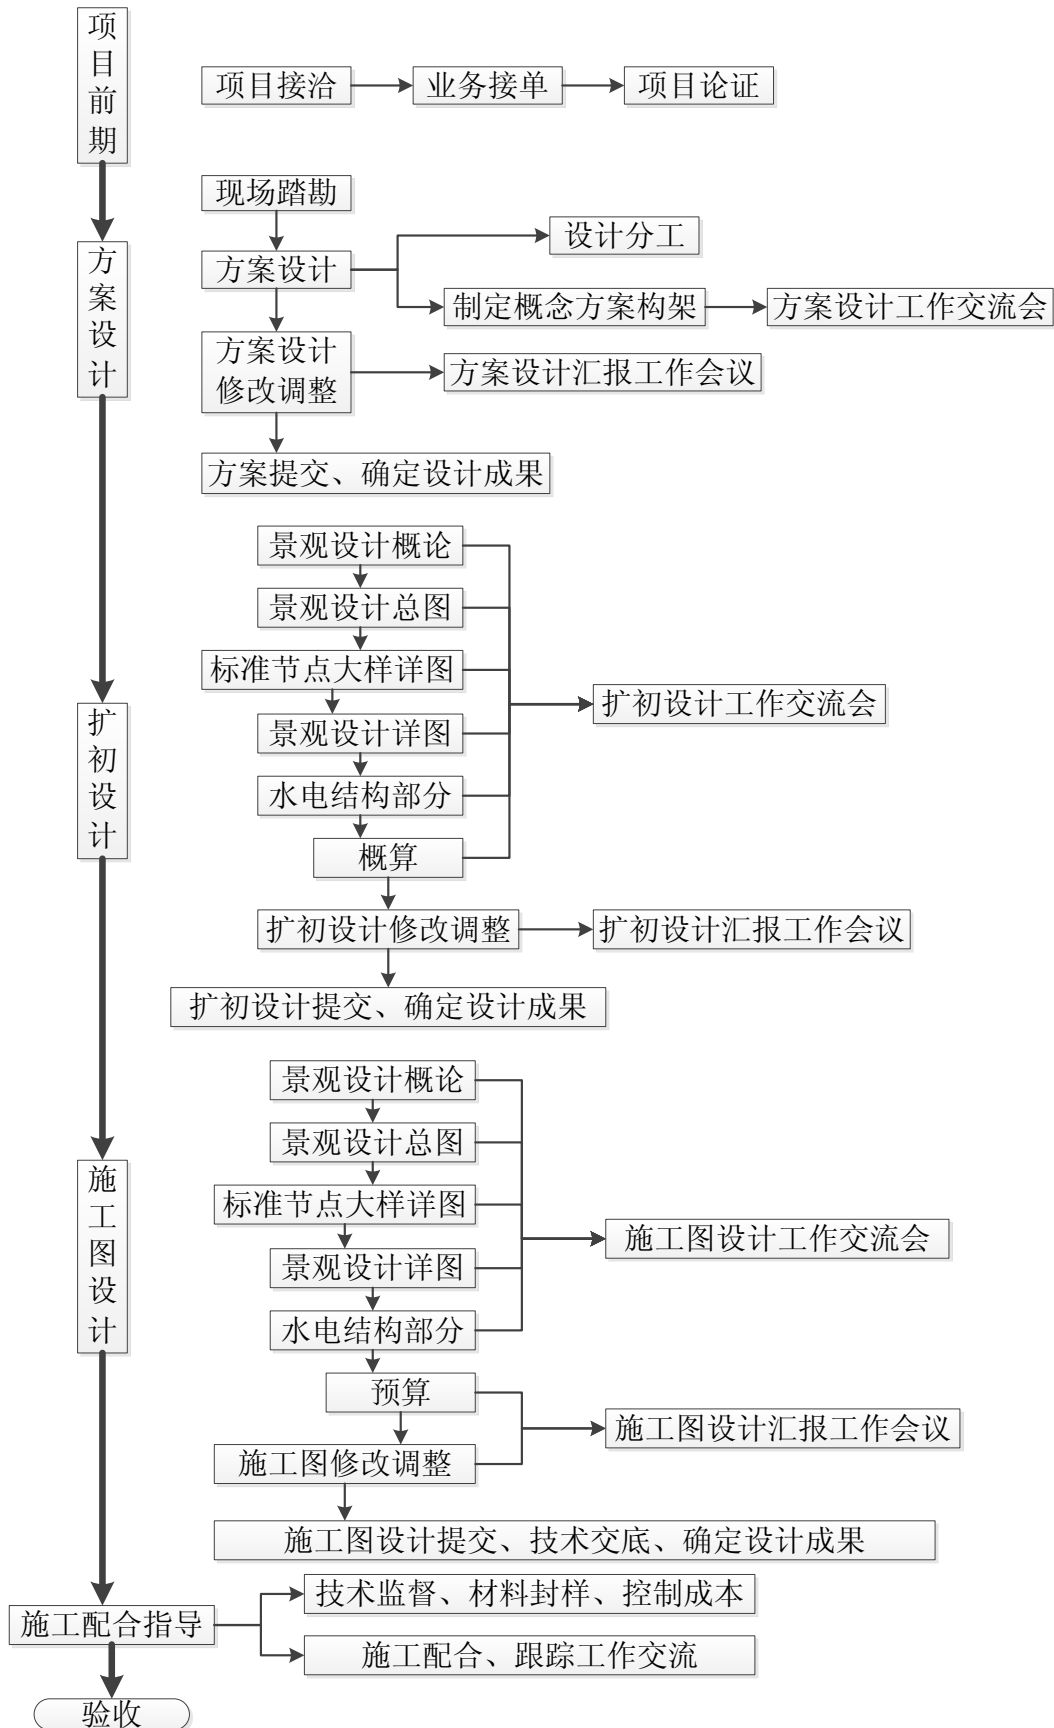 项目前期
项目接洽
业务接单
项目论证
现场踏勘
方案设计
设计分工
方案设计
制定概念方案构架
方案设计工作交流会
方案设计
修改调整
方案设计汇报工作会议
方案提交、确定设计成果
扩初设计
景观设计概论
景观设计总图
标准节点大样详图
扩初设计工作交流会
景观设计详图
水电结构部分
概算
扩初设计修改调整
扩初设计汇报工作会议
扩初设计提交、确定设计成果
施工图设计
景观设计概论
景观设计总图
标准节点大样详图
施工图设计工作交流会
景观设计详图
水电结构部分
预算
施工图设计汇报工作会议
施工图修改调整
施工图设计提交、技术交底、确定设计成果
技术监督、材料封样、控制成本
施工配合指导
施工配合、跟踪工作交流
验收